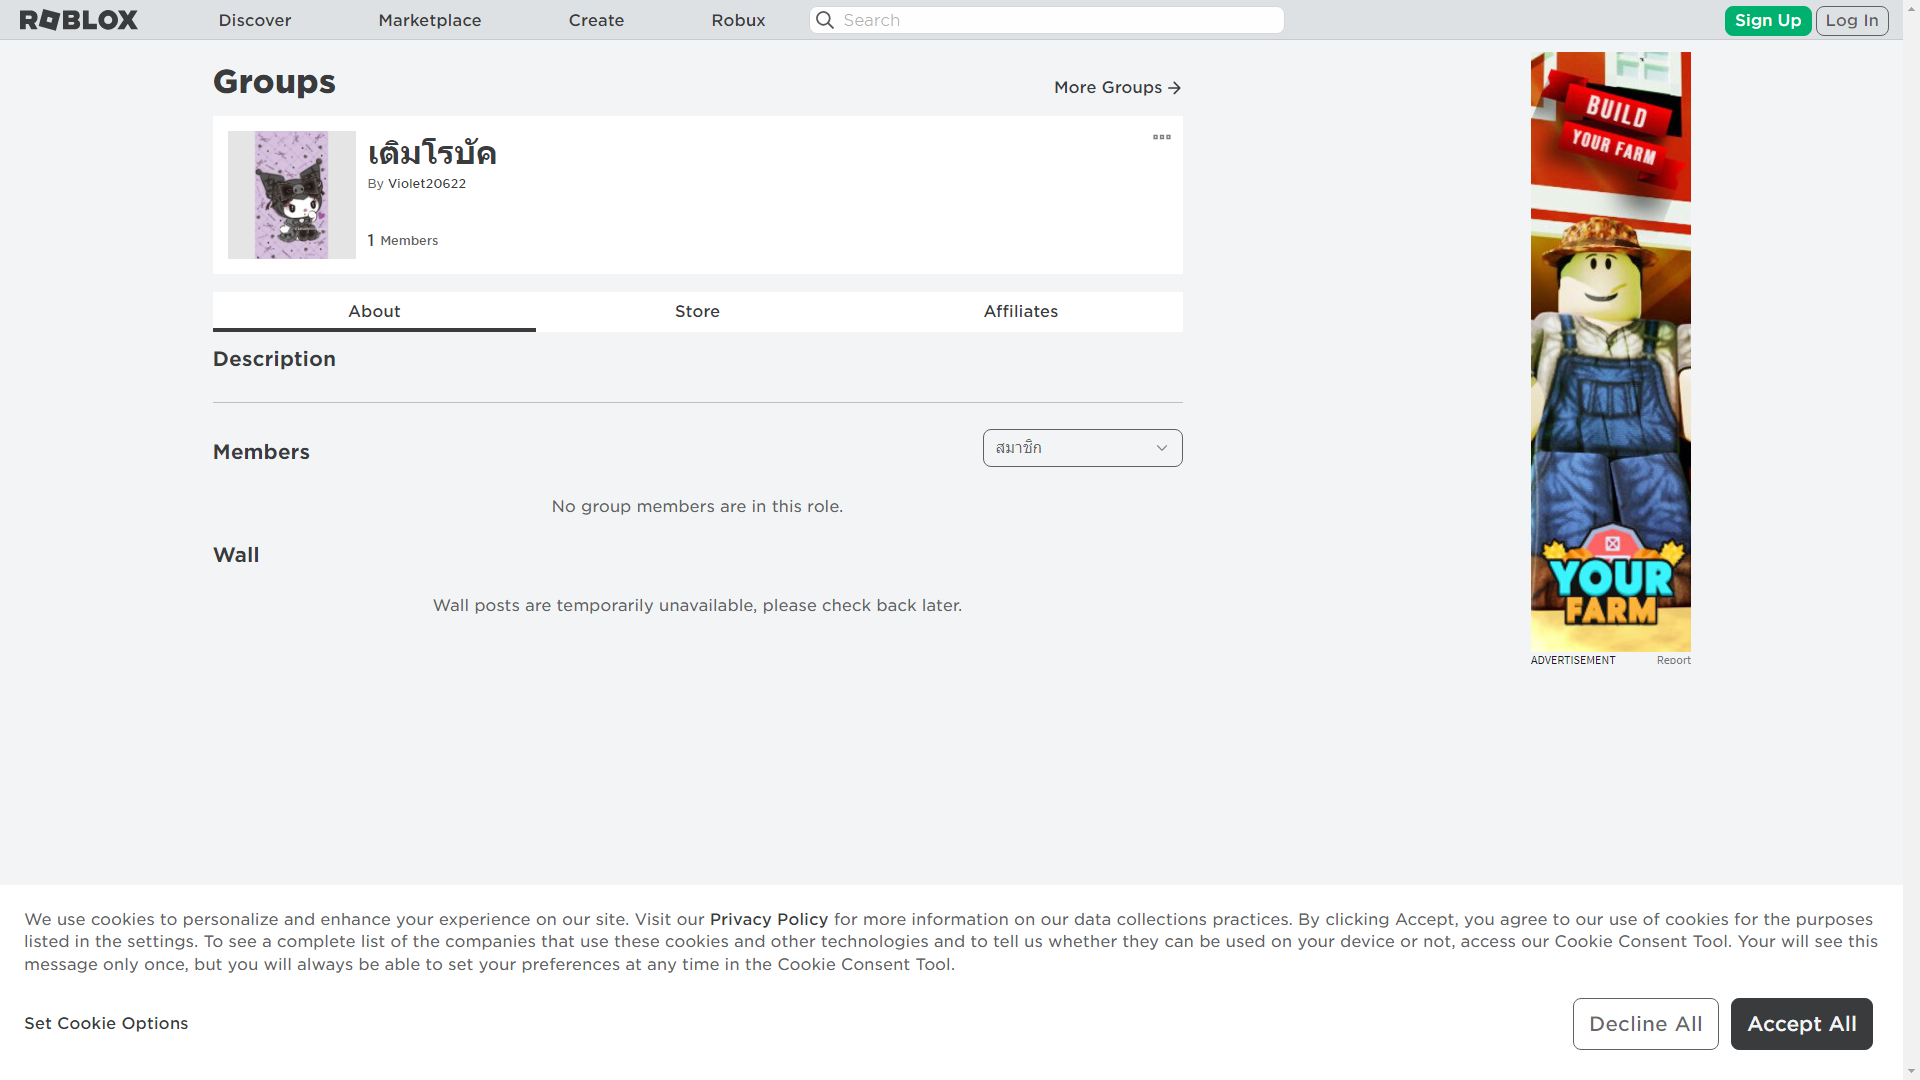 ROBLOX
Discover
Marketplace
Create
Robux
Search
Sign Up
Log In
Groups
More Groups
เติมโรบัค
By Violet20622
1 Members
About
Store
Affiliates
Description
Members
สมาชิก
No group members are in this role.
Wall
Wall posts are temporarily unavailable, please check back later.
BUILD
YOUR FARM
YOUR
FARM
ADVERTISEMENT
Report
We use cookies to personalize and enhance your experience on our site. Visit our Privacy Policy for more information on our data collections practices. By clicking Accept, you agree to our use of cookies for the purposes
listed in the settings. To see a complete list of the companies that use these cookies and other technologies and to tell us whether they can be used on your device or not, access our Cookie Consent Tool. Your will see this
message only once, but you will always be able to set your preferences at any time in the Cookie Consent Tool.
Set Cookie Options
Decline All
Accept All